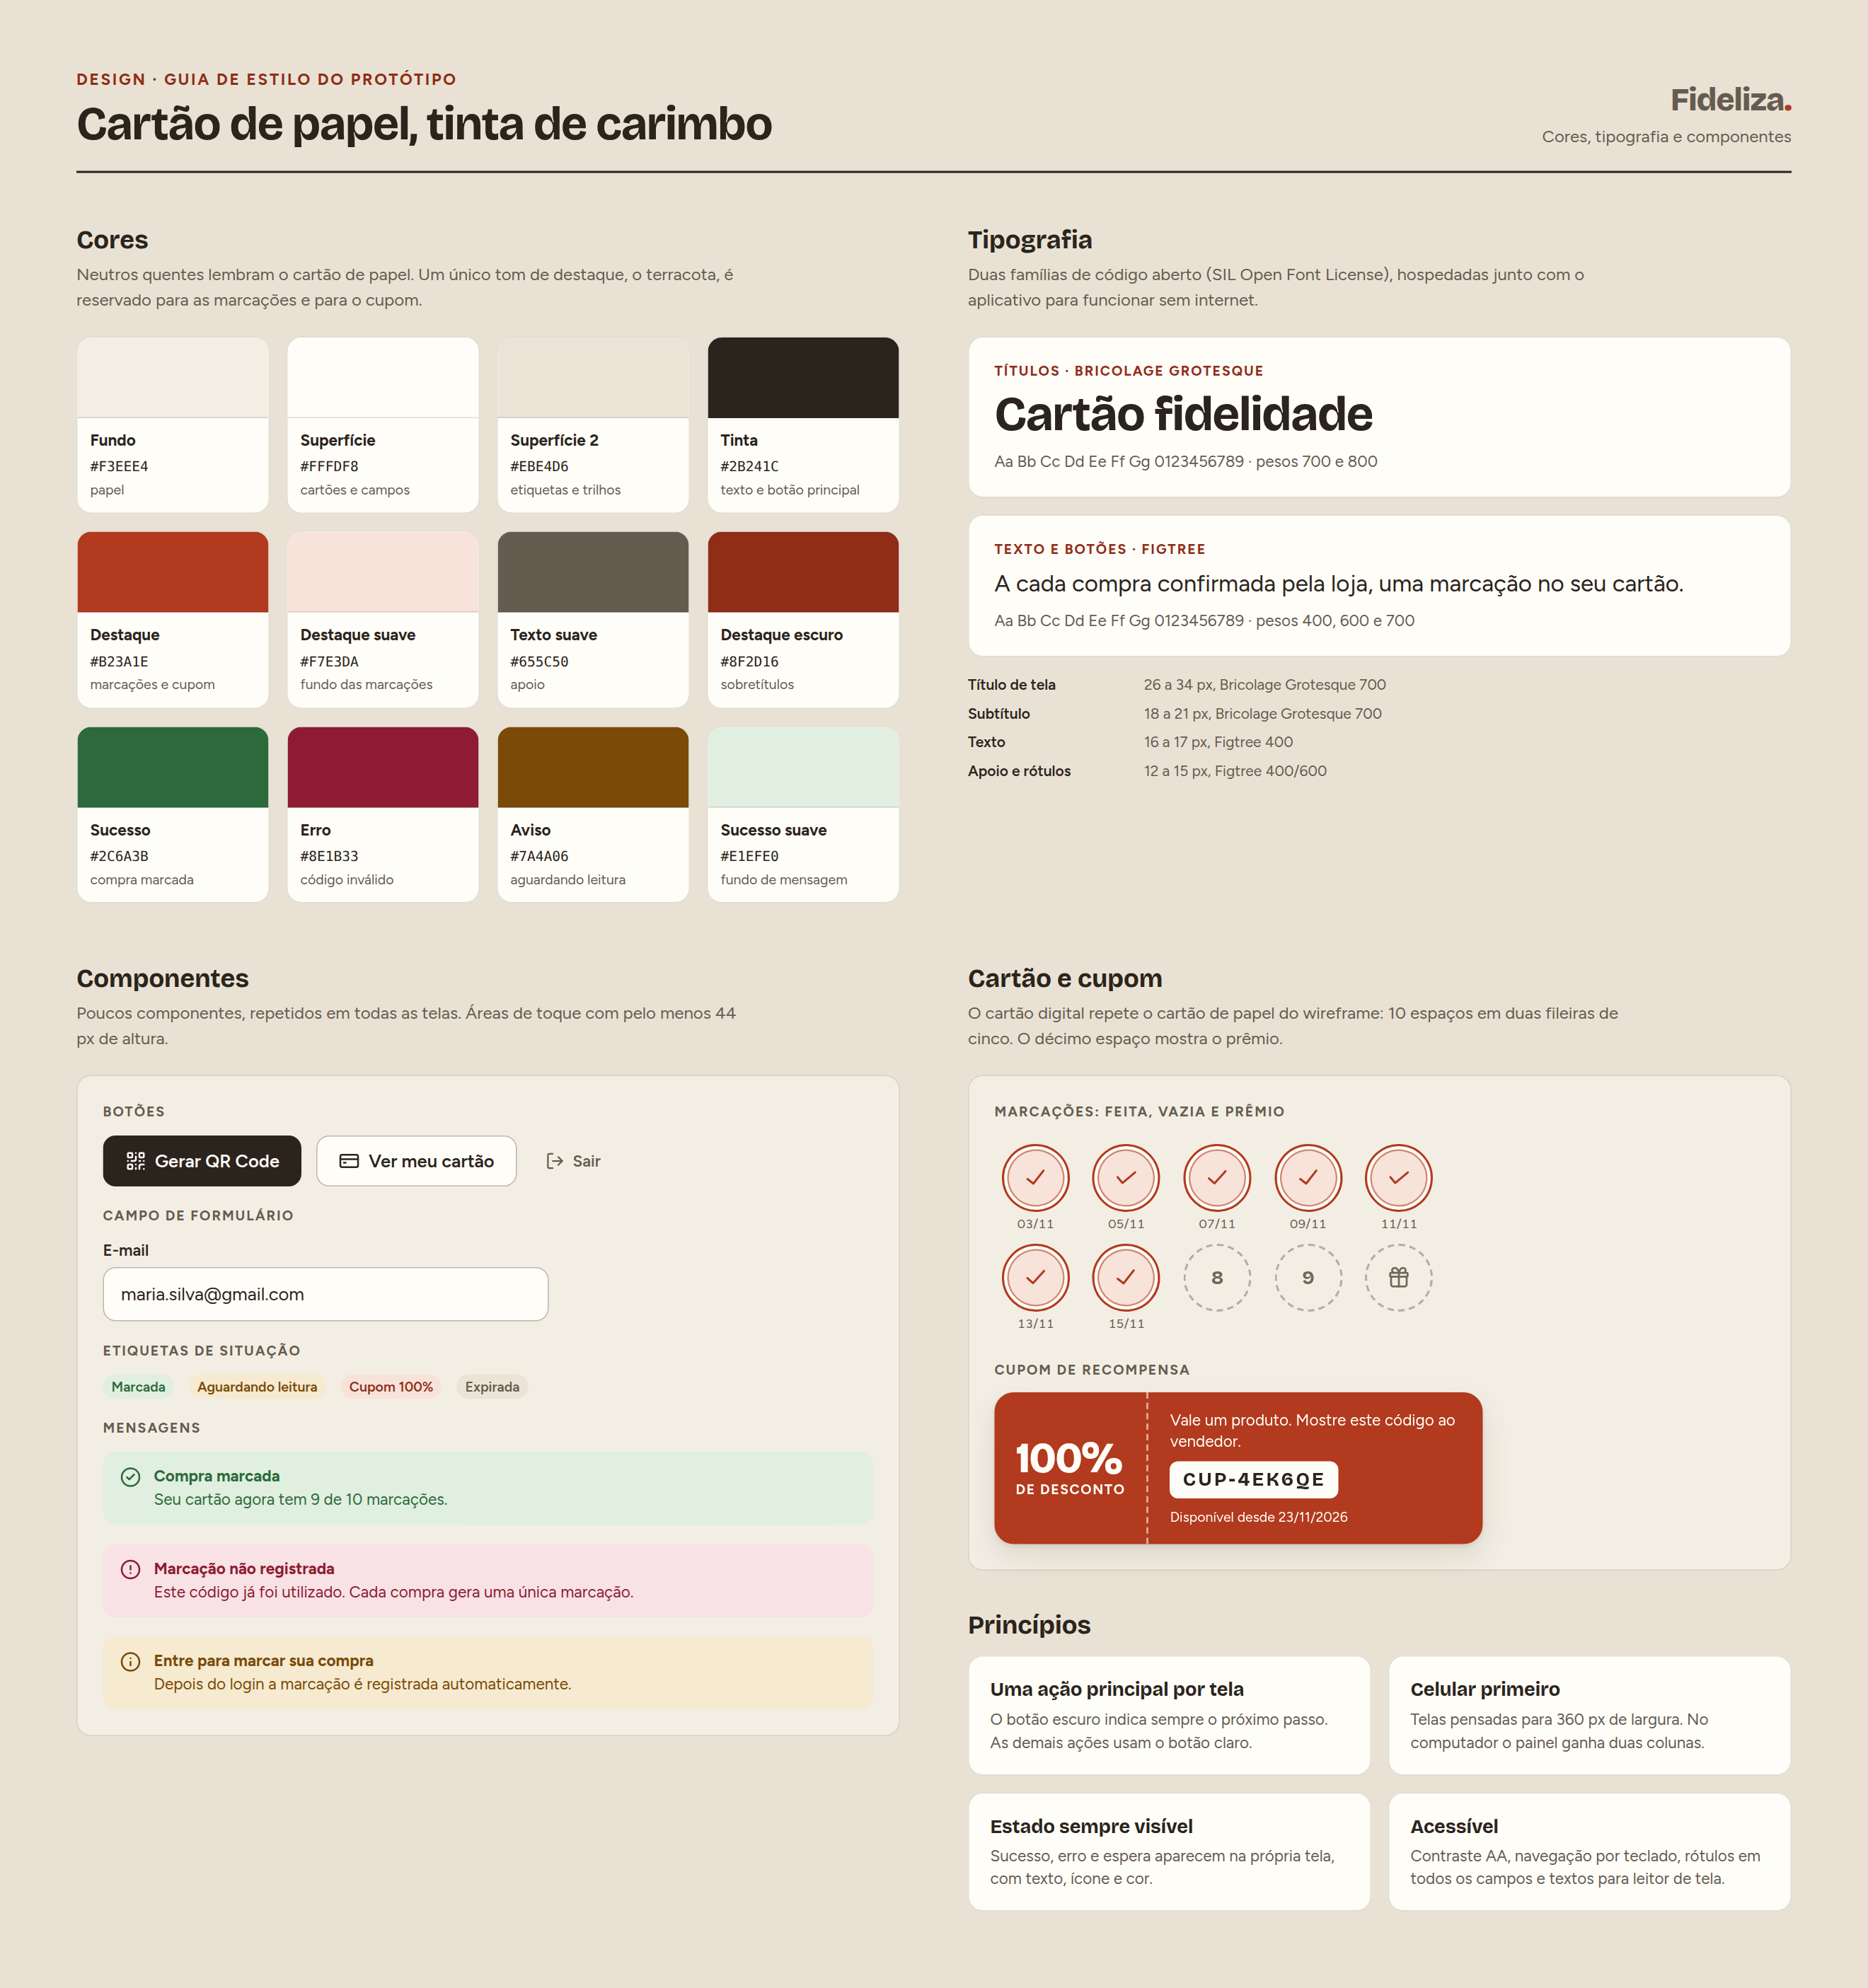 DESIGN · GUIA DE ESTILO DO PROTÓTIPO
Cartão de papel, tinta de carimbo
Fideliza.
Cores, tipografia e componentes
Cores
Neutros quentes lembram o cartão de papel. Um único tom de destaque, o terracota, é
reservado para as marcações e para o cupom.
Fundo
#F3EEE4
papel
Superfície
#FFFDF8
cartões e campos
Superfície 2
#EBE4D6
etiquetas e trilhos
Tinta
#2B241C
texto e botão principal
Destaque
#B23A1E
marcações e cupom
Destaque suave
#F7E3DA
fundo das marcações
Texto suave
#655C50
apoio
Destaque escuro
#8F2D16
sobretítulos
Sucesso
#2C6A3B
compra marcada
Erro
#8E1B33
código inválido
Aviso
#7A4A06
aguardando leitura
Sucesso suave
#E1EFE0
fundo de mensagem
Tipografia
Duas famílias de código aberto (SIL Open Font License), hospedadas junto com o
aplicativo para funcionar sem internet.
TÍTULOS · BRICOLAGE GROTESQUE
Cartão fidelidade
Aa Bb Cc Dd Ee Ff Gg 0123456789 · pesos 700 e 800
TEXTO E BOTÕES · FIGTREE
A cada compra confirmada pela loja, uma marcação no seu cartão.
Aa Bb Cc Dd Ee Ff Gg 0123456789 · pesos 400, 600 e 700
Título de tela 26 a 34 px, Bricolage Grotesque 700
Subtítulo 18 a 21 px, Bricolage Grotesque 700
Texto 16 a 17 px, Figtree 400
Apoio e rótulos 12 a 15 px, Figtree 400/600
Componentes
Poucos componentes, repetidos em todas as telas. Áreas de toque com pelo menos 44
px de altura.
BOTÕES
Gerar QR Code Ver meu cartão Sair
CAMPO DE FORMULÁRIO
E-mail
maria.silva@gmail.com
ETIQUETAS DE SITUAÇÃO
Marcada Aguardando leitura Cupom 100% Expirada
MENSAGENS
Compra marcada
Seu cartão agora tem 9 de 10 marcações.
Marcação não registrada
Este código já foi utilizado. Cada compra gera uma única marcação.
Entre para marcar sua compra
Depois do login a marcação é registrada automaticamente.
Cartão e cupom
O cartão digital repete o cartão de papel do wireframe: 10 espaços em duas fileiras de
cinco. O décimo espaço mostra o prêmio.
MARCAÇÕES: FEITA, VAZIA E PRÊMIO
03/11 05/11 07/11 09/11 11/11
8 9
13/11 15/11
CUPOM DE RECOMPENSA
100%
DE DESCONTO
Vale um produto. Mostre este código ao
vendedor.
CUP-4EK6QE
Disponível desde 23/11/2026
Princípios
Uma ação principal por tela
O botão escuro indica sempre o próximo passo.
As demais ações usam o botão claro.
Celular primeiro
Telas pensadas para 360 px de largura. No
computador o painel ganha duas colunas.
Estado sempre visível
Sucesso, erro e espera aparecem na própria tela,
com texto, ícone e cor.
Acessível
Contraste AA, navegação por teclado, rótulos em
todos os campos e textos para leitor de tela.